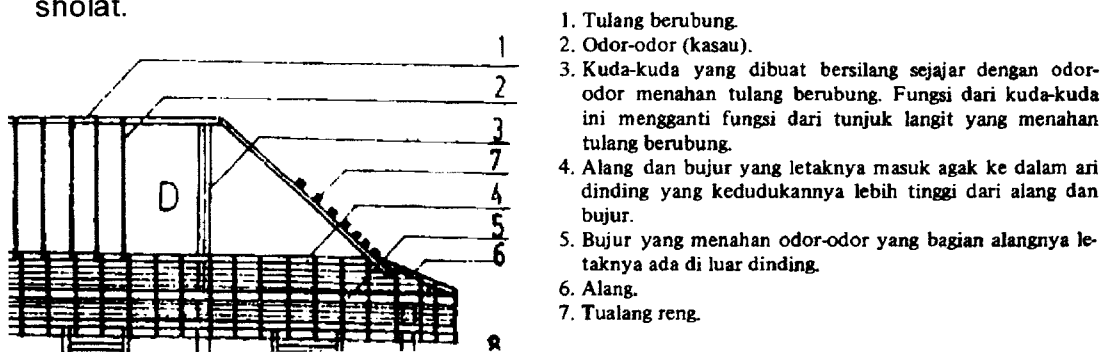 sholat.
1
2
3
7
4
5
6
D
1. Tulang berubung.
2. Odor-odor (kasau).
3. Kuda-kuda yang dibuat bersilang sejajar dengan odor-
odor menahan tulang berubung. Fungsi dari kuda-kuda
ini mengganti fungsi dari tunjuk langit yang menahan
tulang berubung.
4. Alang dan bujur yang letaknya masuk agak ke dalam ari
dinding yang kedudukannya lebih tinggi dari alang dan
bujur.
5. Bujur yang menahan odor-odor yang bagian alangnya le-
taknya ada di luar dinding.
6. Alang.
7. Tualang reng.